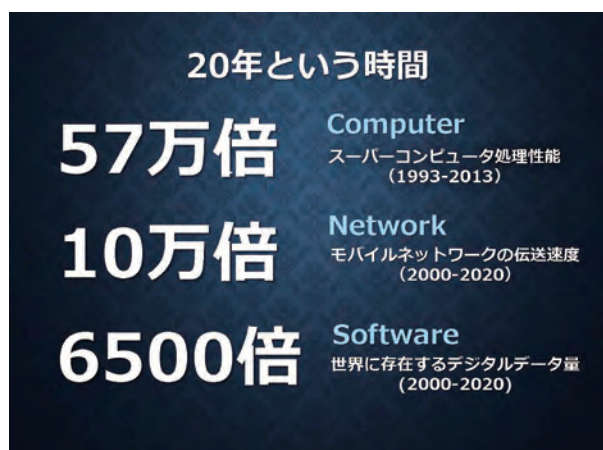 20年という時間
57万倍
Computer
スーパーコンピュータ処理性能
（1993-2013）
10万倍
Network
モバイルネットワークの伝送速度
（2000-2020）
6500倍
Software
世界に存在するデジタルデータ量
(2000-2020)